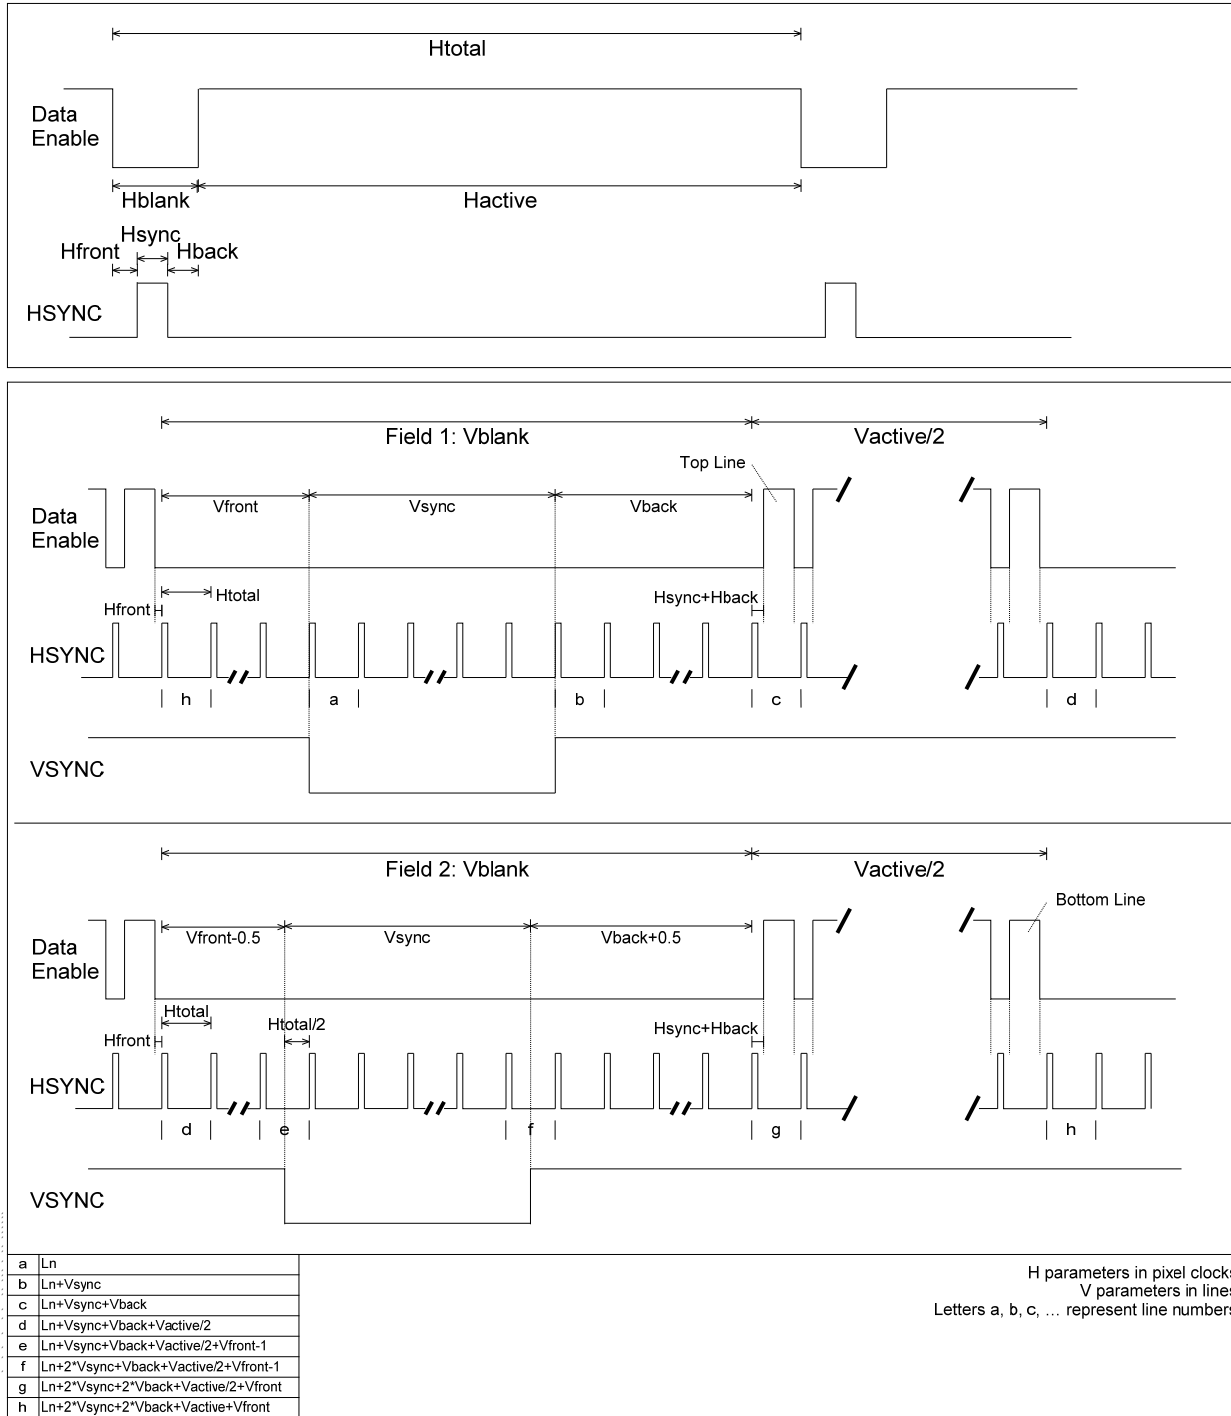 Htotal
Data
Enable
Hblank
Hactive
Hsync
Hfront
Hback
HSYNC
Field 1: Vblank
Vactive/2
Top Line
Vfront
Vsync
Vback
Data
Enable
Htotal
Hfront
Hsync+Hback
HSYNC
h
a
b
c
d
VSYNC
Field 2: Vblank
Vactive/2
Bottom Line
Vfront-0.5
Vsync
Vback+0.5
Data
Enable
Htotal
Htotal/2
Hfront
Hsync+Hback
HSYNC
d
e
f
g
h
VSYNC
a Ln
b Ln+Vsync
c Ln+Vsync+Vback
d Ln+Vsync+Vback+Vactive/2
e Ln+Vsync+Vback+Vactive/2+Vfront-1
f Ln+2*Vsync+Vback+Vactive/2+Vfront-1
g Ln+2*Vsync+2*Vback+Vactive/2+Vfront
h Ln+2*Vsync+2*Vback+Vactive+Vfront
H parameters in pixel clocks
V parameters in lines
Letters a, b, c, … represent line numbers